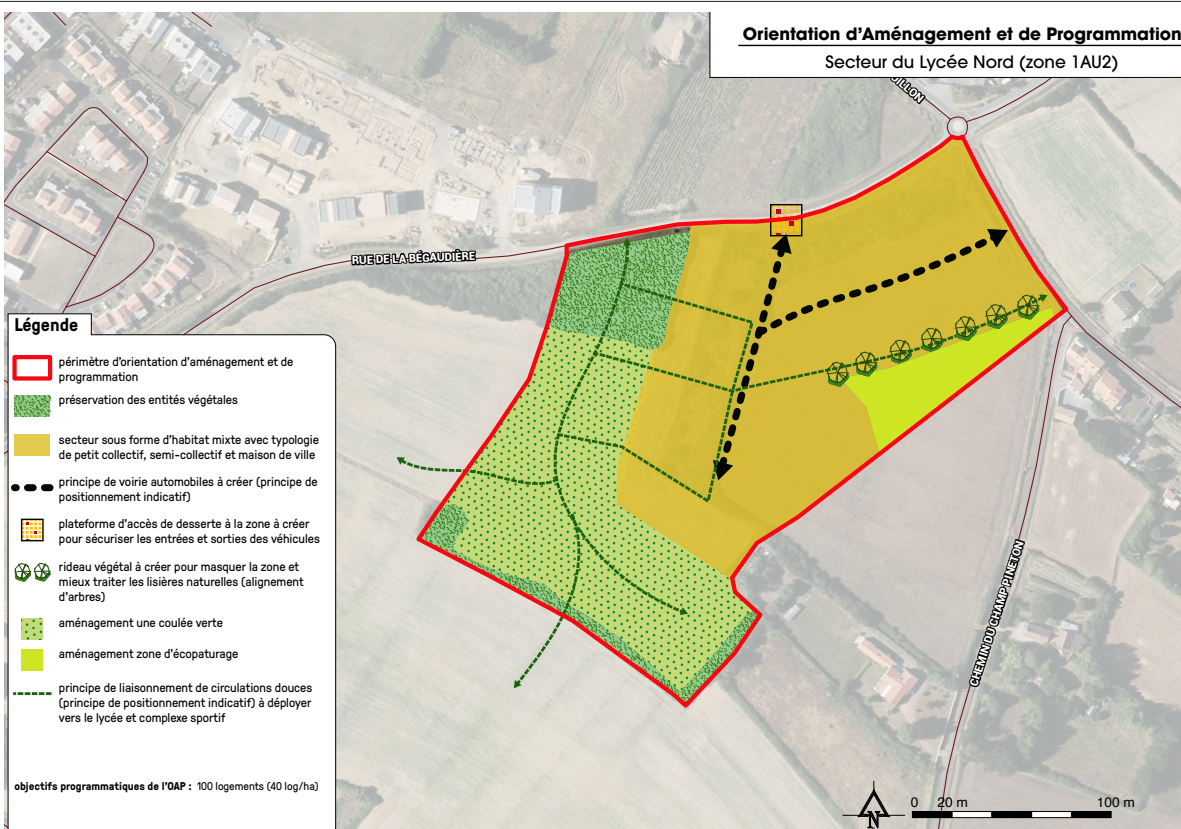 Orientation d'Aménagement et de Programmation
Secteur du Lycée Nord (zone 1AU2)
RUE DE LA BÉGAUDIÈRE
CHEMIN DU CHAMP PINETON
Légende
périmètre d'orientation d'aménagement et de
programmation
préservation des entités végétales
secteur sous forme d'habitat mixte avec typologie
de petit collectif, semi-collectif et maison de ville
principe de voirie automobiles à créer (principe de
positionnement indicatif)
plateforme d'accès de desserte à la zone à créer
pour sécuriser les entrées et sorties des véhicules
rideau végétal à créer pour masquer la zone et
mieux traiter les lisières naturelles (alignement
d'arbres)
aménagement une coulée verte
aménagement zone d'écopaturage
principe de liaisonnement de circulations douces
(principe de positionnement indicatif) à déployer
vers le lycée et complexe sportif
objectifs programmatiques de l'OAP : 100 logements (40 log/ha)
N
0 20 m 100 m